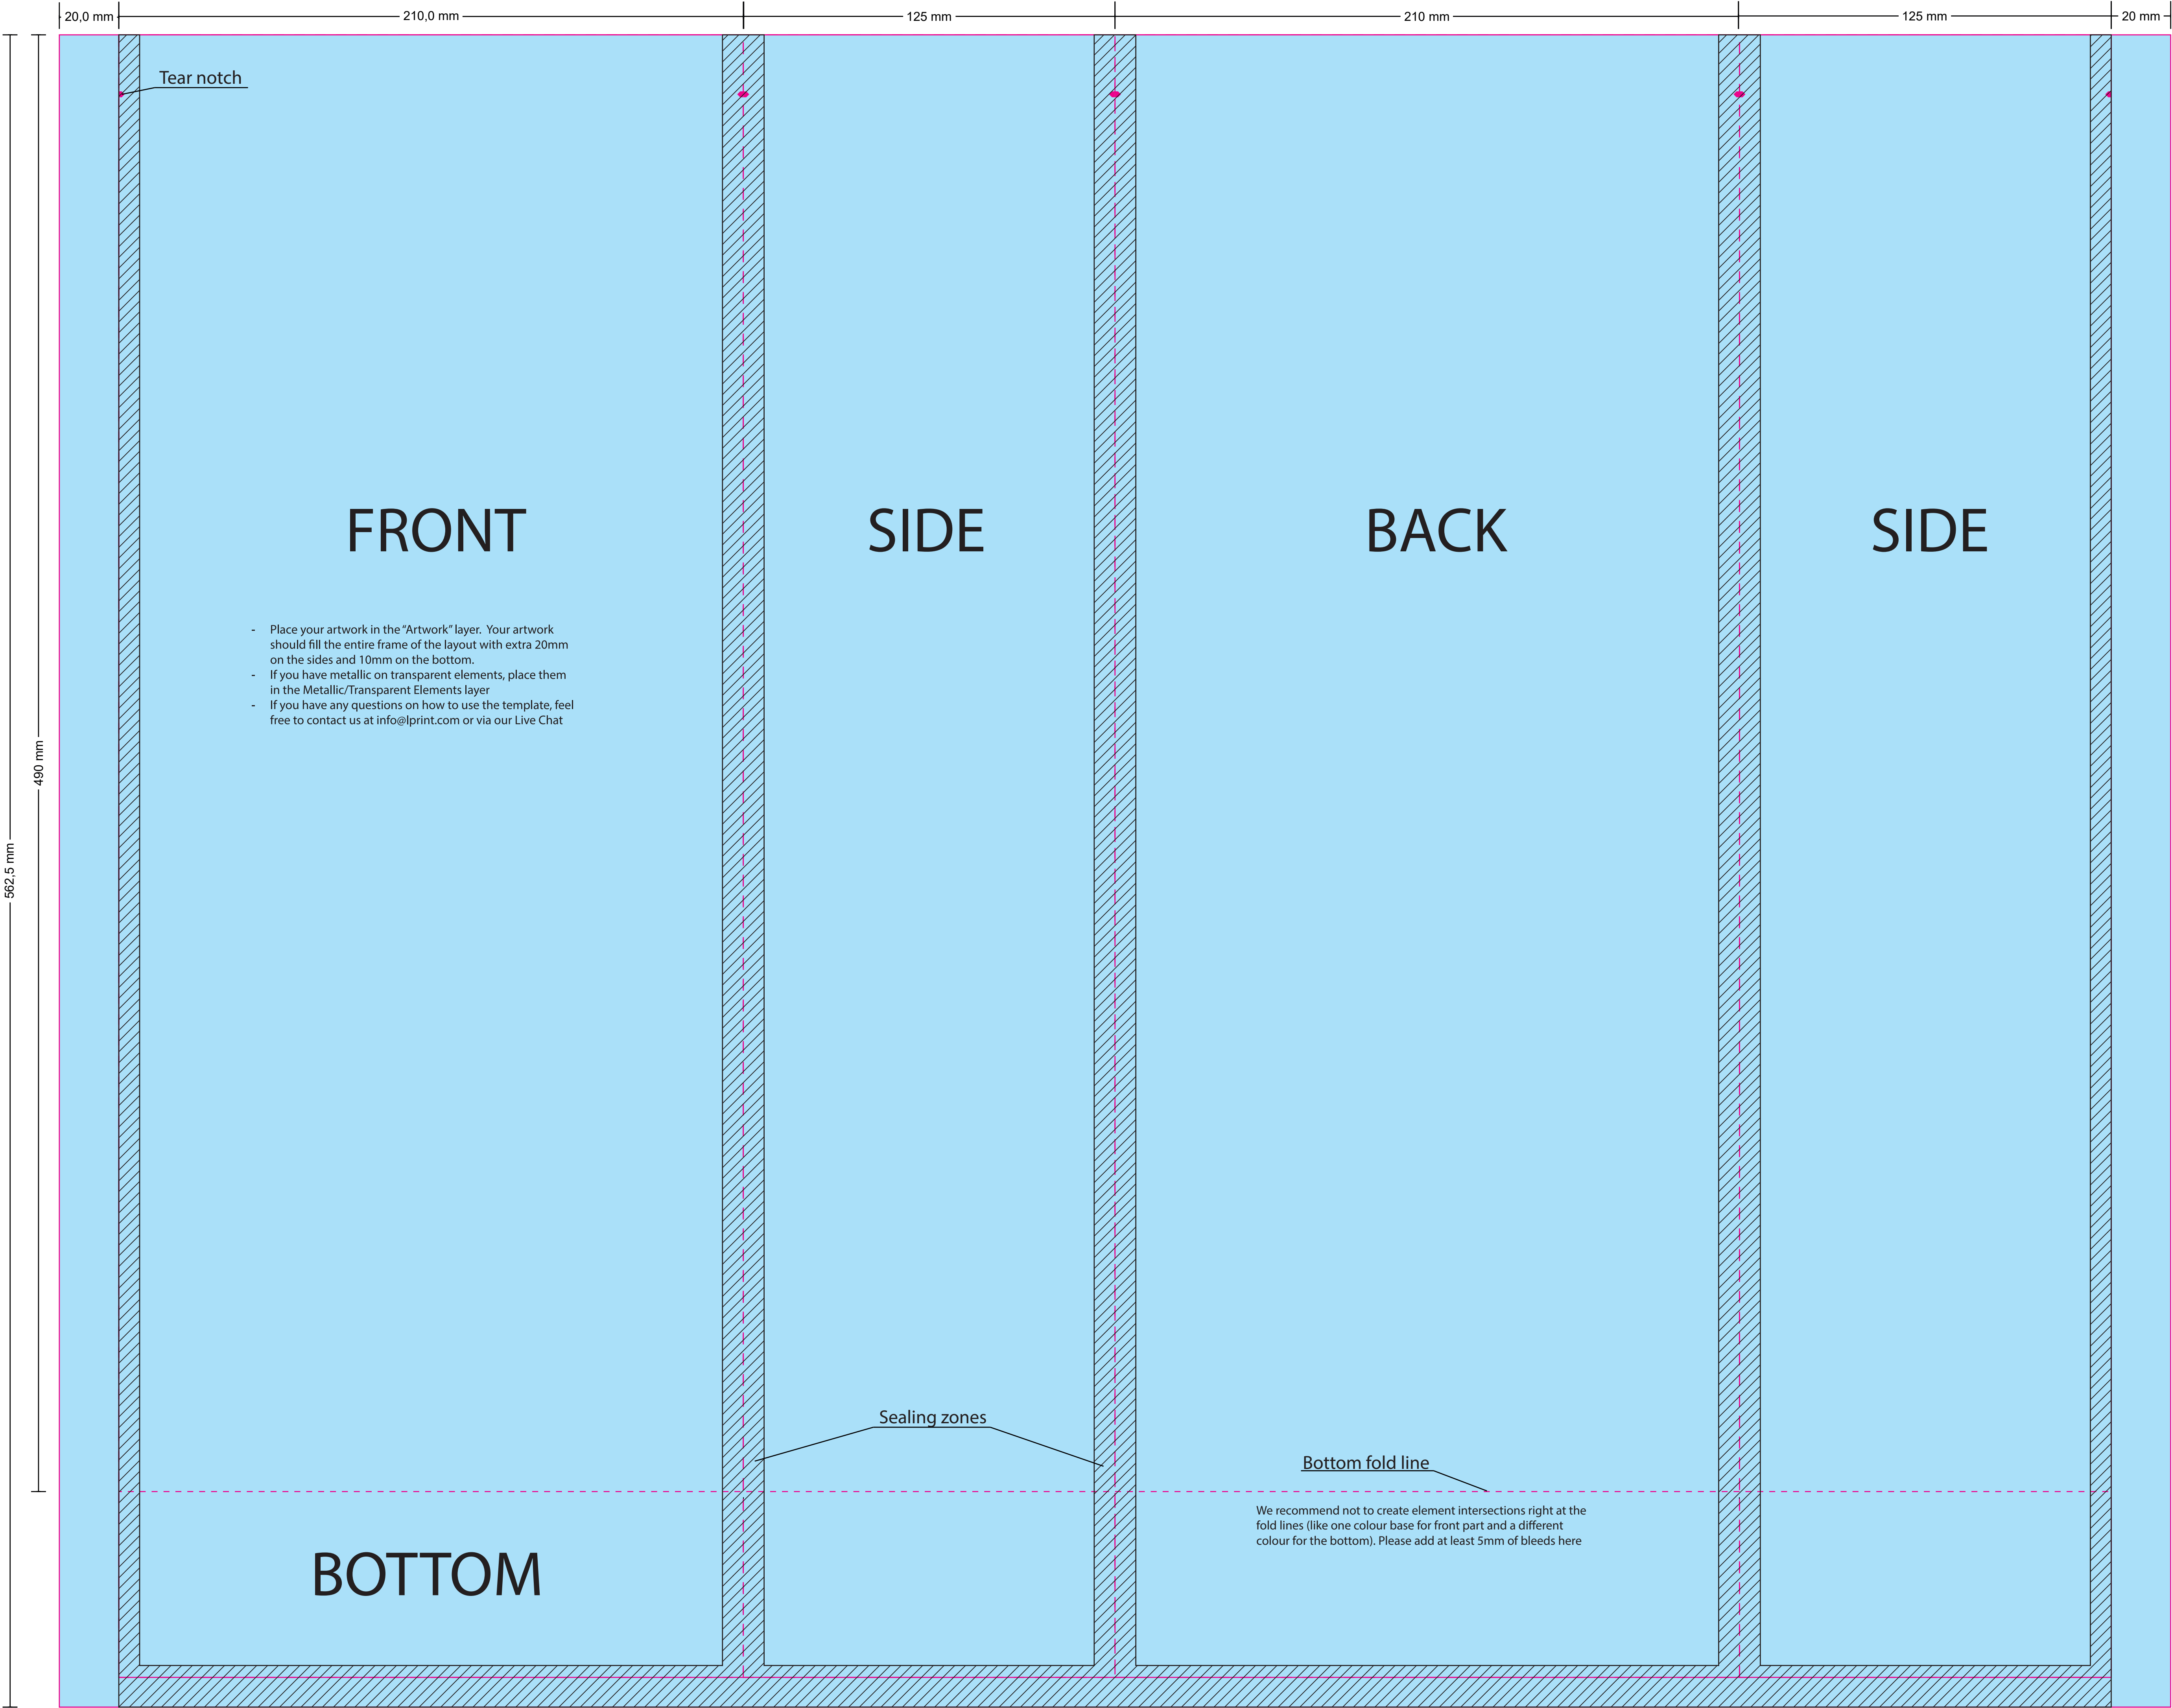 20,0 mm
210,0 mm
125 mm
210 mm
125 mm
20 mm
Tear notch
FRONT
SIDE
BACK
SIDE
- Place your artwork in the “Artwork” layer. Your artwork
should fill the entire frame of the layout with extra 20mm
on the sides and 10mm on the bottom.
- If you have metallic on transparent elements, place them
in the Metallic/Transparent Elements layer
- If you have any questions on how to use the template, feel
free to contact us at info@lprint.com or via our Live Chat
490 mm
562,5 mm
Sealing zones
Bottom fold line
We recommend not to create element intersections right at the
fold lines (like one colour base for front part and a different
colour for the bottom). Please add at least 5mm of bleeds here
BOTTOM